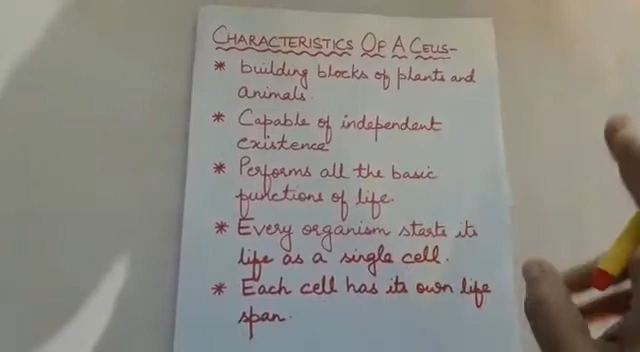 CHARACTERISTICS OF A CELLS-
* building blocks of plants and
animals.
* Capable of independent
existence
* Performs all the basic
functions of life.
* Every organism starts its
life as a single cell.
* Each cell has its own life
span.